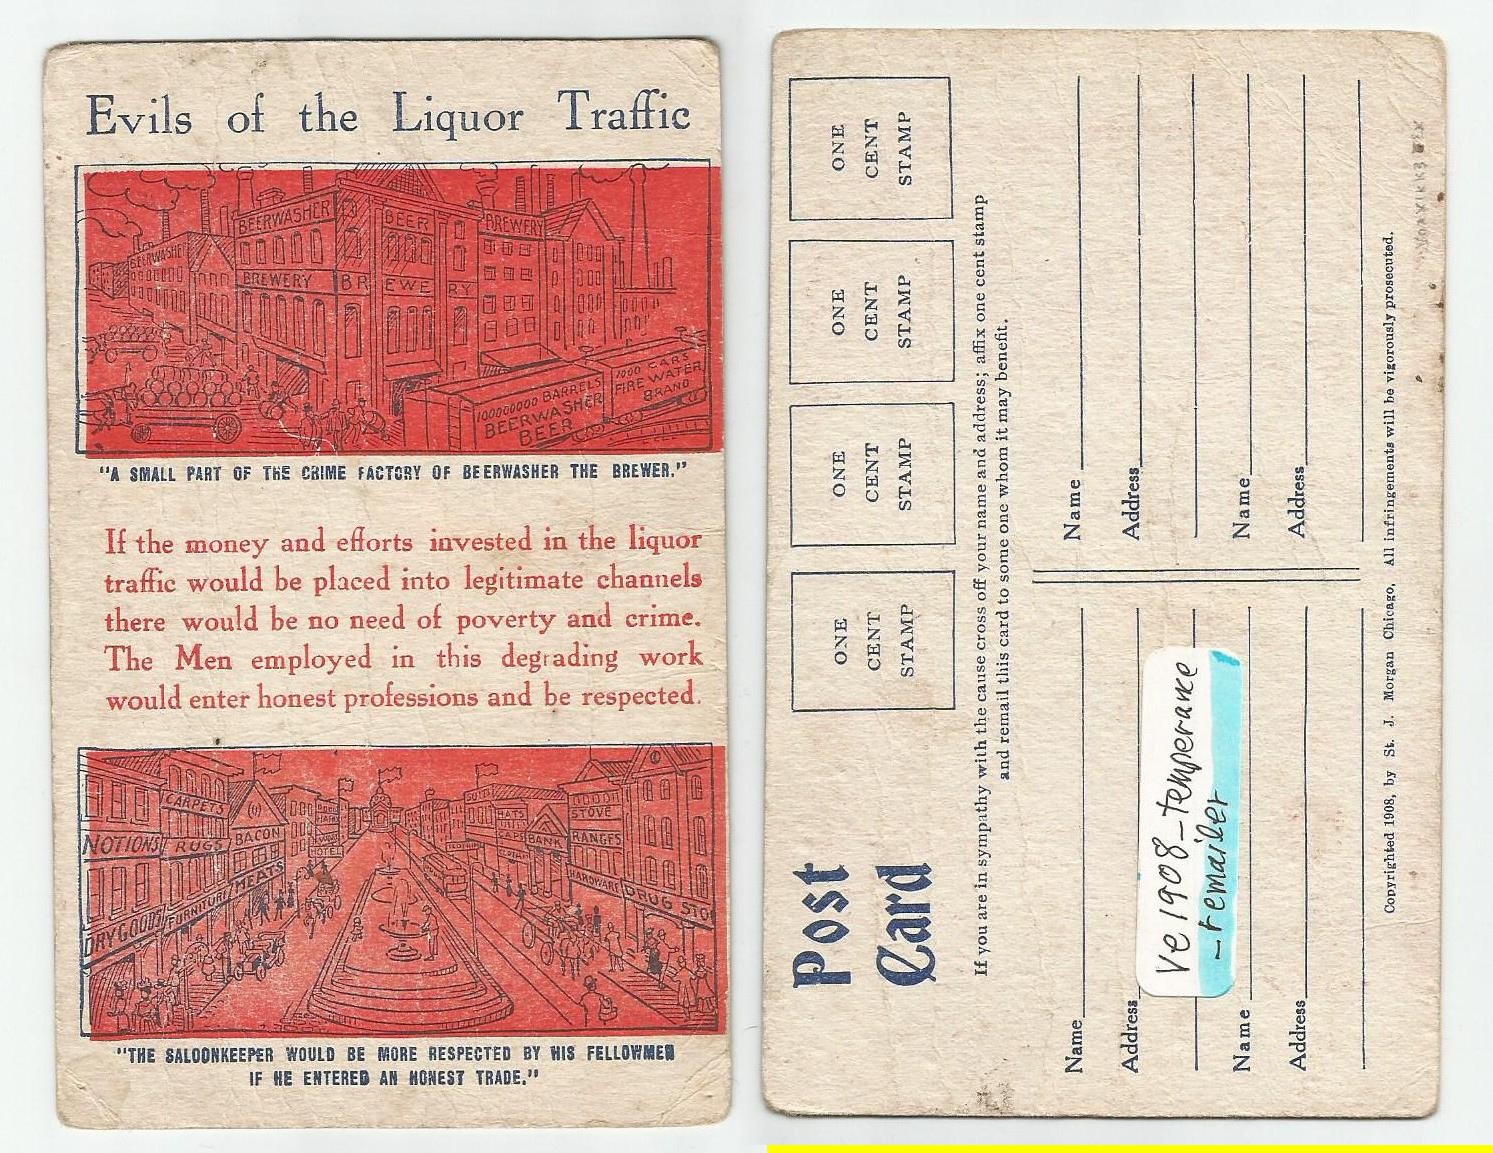 Evils of the Liquor Traffic
BEERWASHER
BEER
BREWERY
BEERWASHE
BREWERY
BREWERY
100000000 BARRELS
BEERWASHER
BEER
1000 CARS
FIRE WATER
BRAND
"A SMALL PART OF THE CRIME FACTORY OF BEERWASHER THE BREWER."
If the money and efforts invested in the liquor
traffic would be placed into legitimate channels
there would be no need of poverty and crime.
The Men employed in this degrading work
would enter honest professions and be respected.
CARPETS
NOTIONS
RUGS
BACON
MEATS
DRY GOODS
FURNITURE
HOTEL
HATS
CAPS
BANK
STOVE
RANGES
HARDWARE
DRUG STO
"THE SALOONKEEPER WOULD BE MORE RESPECTED BY HIS FELLOWMEN
IF HE ENTERED AN HONEST TRADE."
Post
Card
ONE
CENT
STAMP
ONE
CENT
STAMP
ONE
CENT
STAMP
ONE
CENT
STAMP
If you are in sympathy with the cause cross off your name and address; affix one cent stamp
and remail this card to some one whom it may benefit.
Name
Address
Name
Address
Name
Address
Name
Address
ve 1908-temperance
-remailer
Copyrighted 1908, by St. J. Morgan Chicago. All infringements will be vigorously prosecuted.